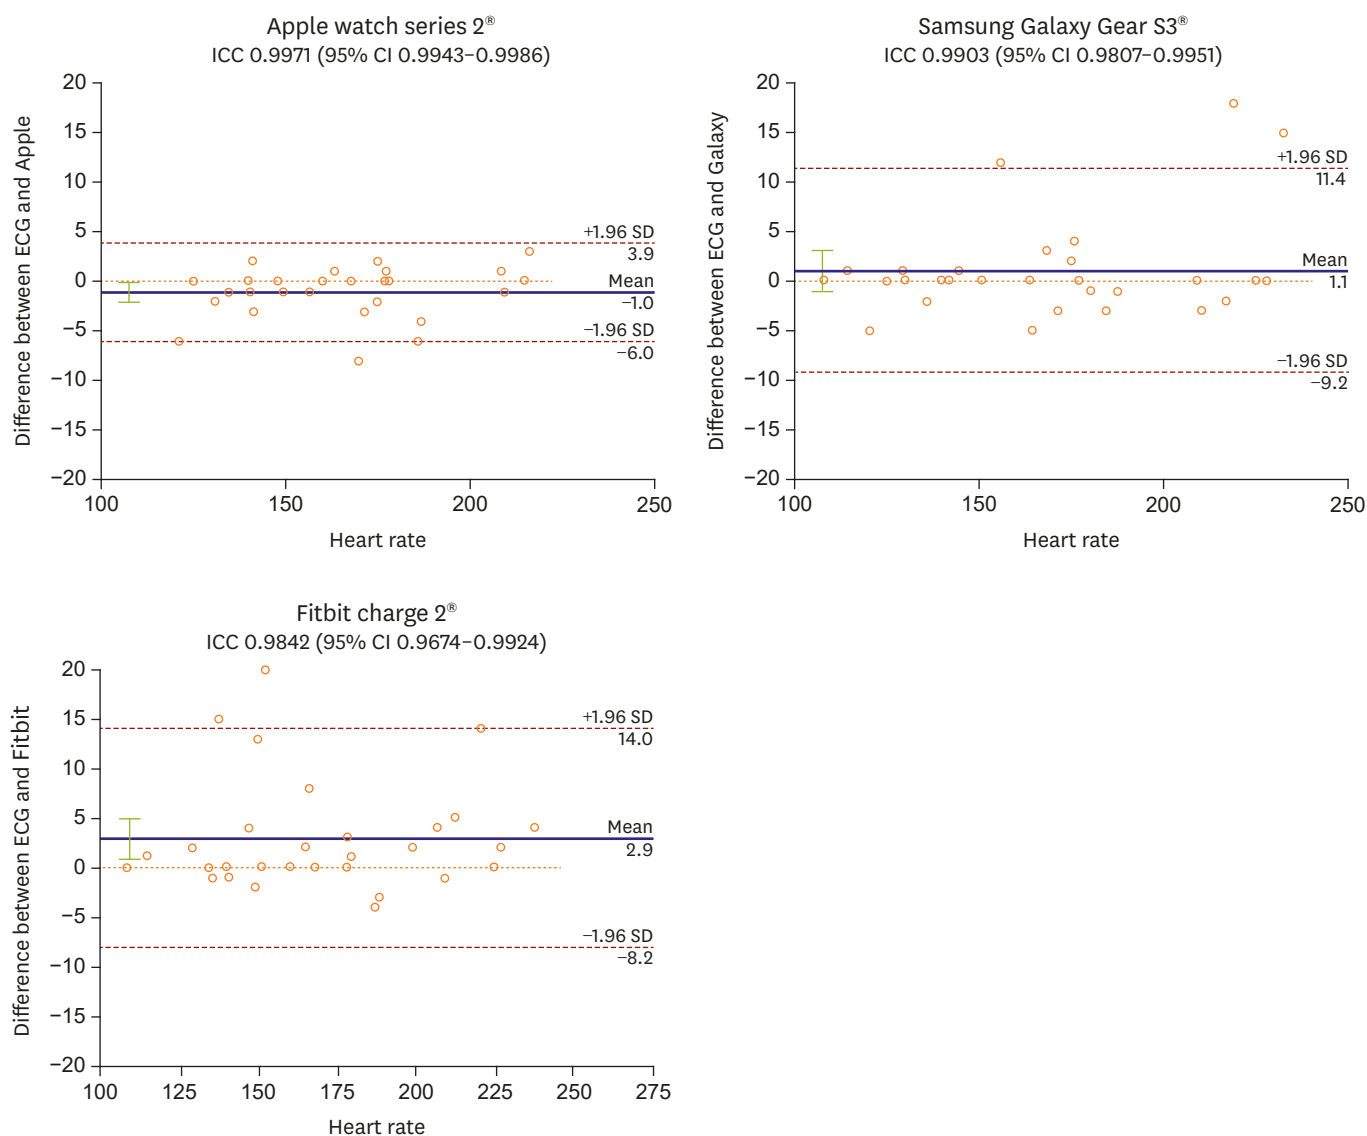 Apple watch series 2®
ICC 0.9971 (95% CI 0.9943−0.9986)
Difference between ECG and Apple
20
15
10
5
0
−5
−10
−15
−20
+1.96 SD
3.9
Mean
−1.0
−1.96 SD
−6.0
100 150 200 250
Heart rate
Samsung Galaxy Gear S3®
ICC 0.9903 (95% CI 0.9807−0.9951)
Difference between ECG and Galaxy
20
15
10
5
0
−5
−10
−15
−20
+1.96 SD
11.4
Mean
1.1
−1.96 SD
−9.2
100 150 200 250
Heart rate
Fitbit charge 2®
ICC 0.9842 (95% CI 0.9674−0.9924)
Difference between ECG and Fitbit
20
15
10
5
0
−5
−10
−15
−20
+1.96 SD
14.0
Mean
2.9
−1.96 SD
−8.2
100 125 150 175 200 225 250 275
Heart rate